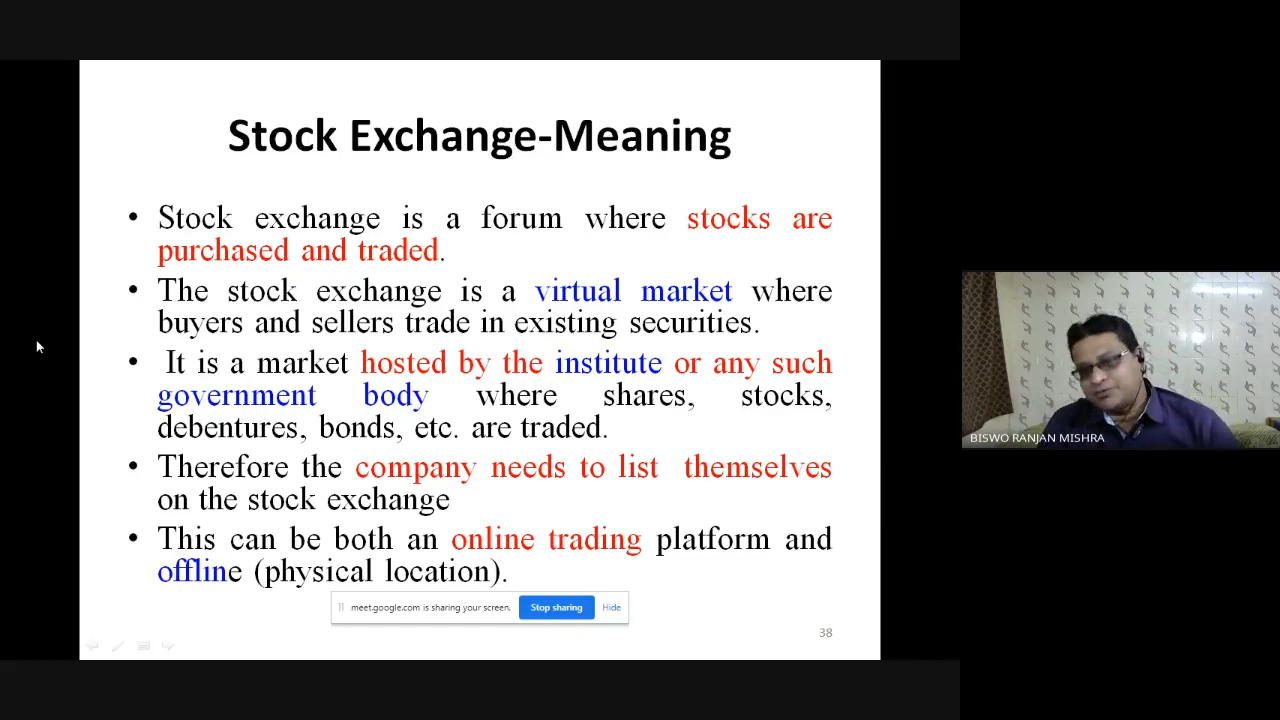 Stock Exchange-Meaning
• Stock exchange is a forum where stocks are
purchased and traded.
• The stock exchange is a virtual market where
buyers and sellers trade in existing securities.
• It is a market hosted by the institute or any such
government body where shares, stocks,
debentures, bonds, etc. are traded.
• Therefore the company needs to list themselves
on the stock exchange
• This can be both an online trading platform and
offline (physical location).
meet.google.com is sharing your screen. Stop sharing Hide
38
BISWO RANJAN MISHRA